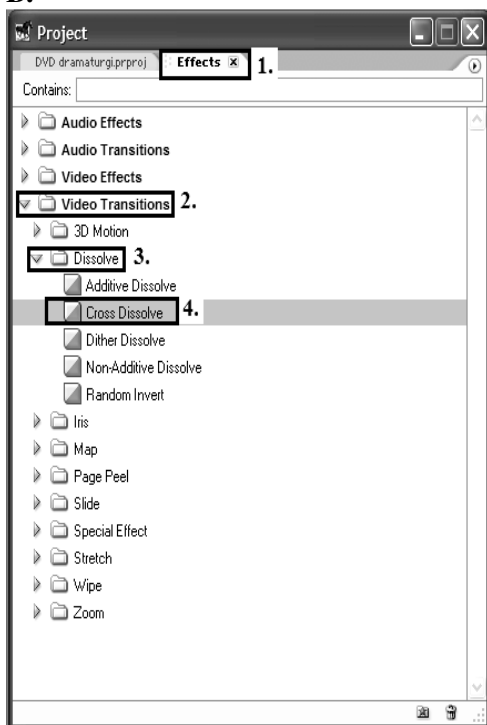 Project
DVD dramaturgi.prproj Effects 1.
Contains:
Audio Effects
Audio Transitions
Video Effects
Video Transitions 2.
3D Motion
Dissolve 3.
Additive Dissolve
Cross Dissolve 4.
Dither Dissolve
Non-Additive Dissolve
Random Invert
Iris
Map
Page Peel
Slide
Special Effect
Stretch
Wipe
Zoom